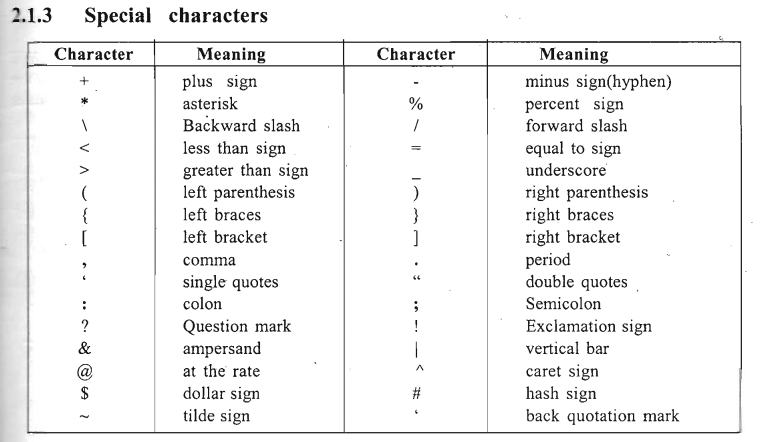 2.1.3 Special characters
Character Meaning Character Meaning
+ plus sign - minus sign(hyphen)
* asterisk % percent sign
\ Backward slash / forward slash
< less than sign = equal to sign
> greater than sign _ underscore
( left parenthesis ) right parenthesis
{ left braces } right braces
[ left bracket ] right bracket
, comma . period
‘ single quotes “ double quotes
: colon ; Semicolon
? Question mark ! Exclamation sign
& ampersand | vertical bar
@ at the rate ^ caret sign
$ dollar sign # hash sign
~ tilde sign ‘ back quotation mark